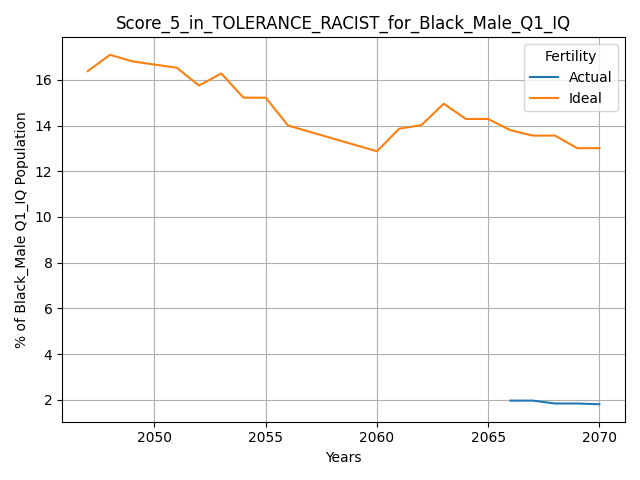 Score_5_in_TOLERANCE_RACIST_for_Black_Male_Q1_IQ
Fertility
Actual
Ideal
% of Black_Male Q1_IQ Population
16
14
12
10
8
6
4
2
2050
2055
2060
2065
2070
Years